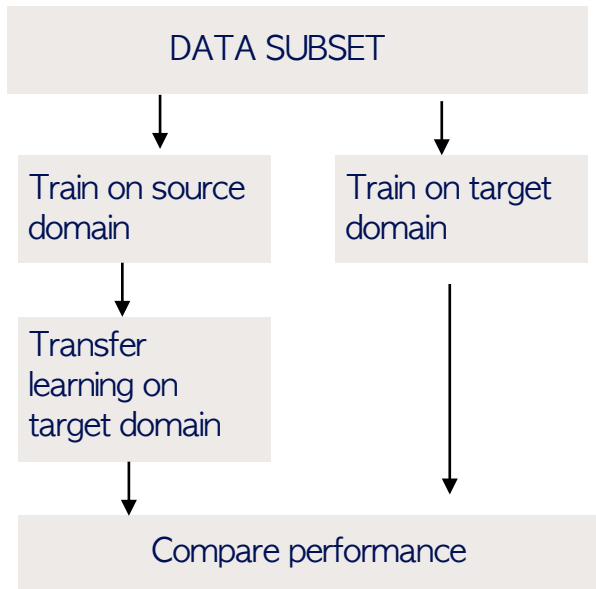 DATA SUBSET
Train on source
domain
Train on target
domain
Transfer
learning on
target domain
Compare performance